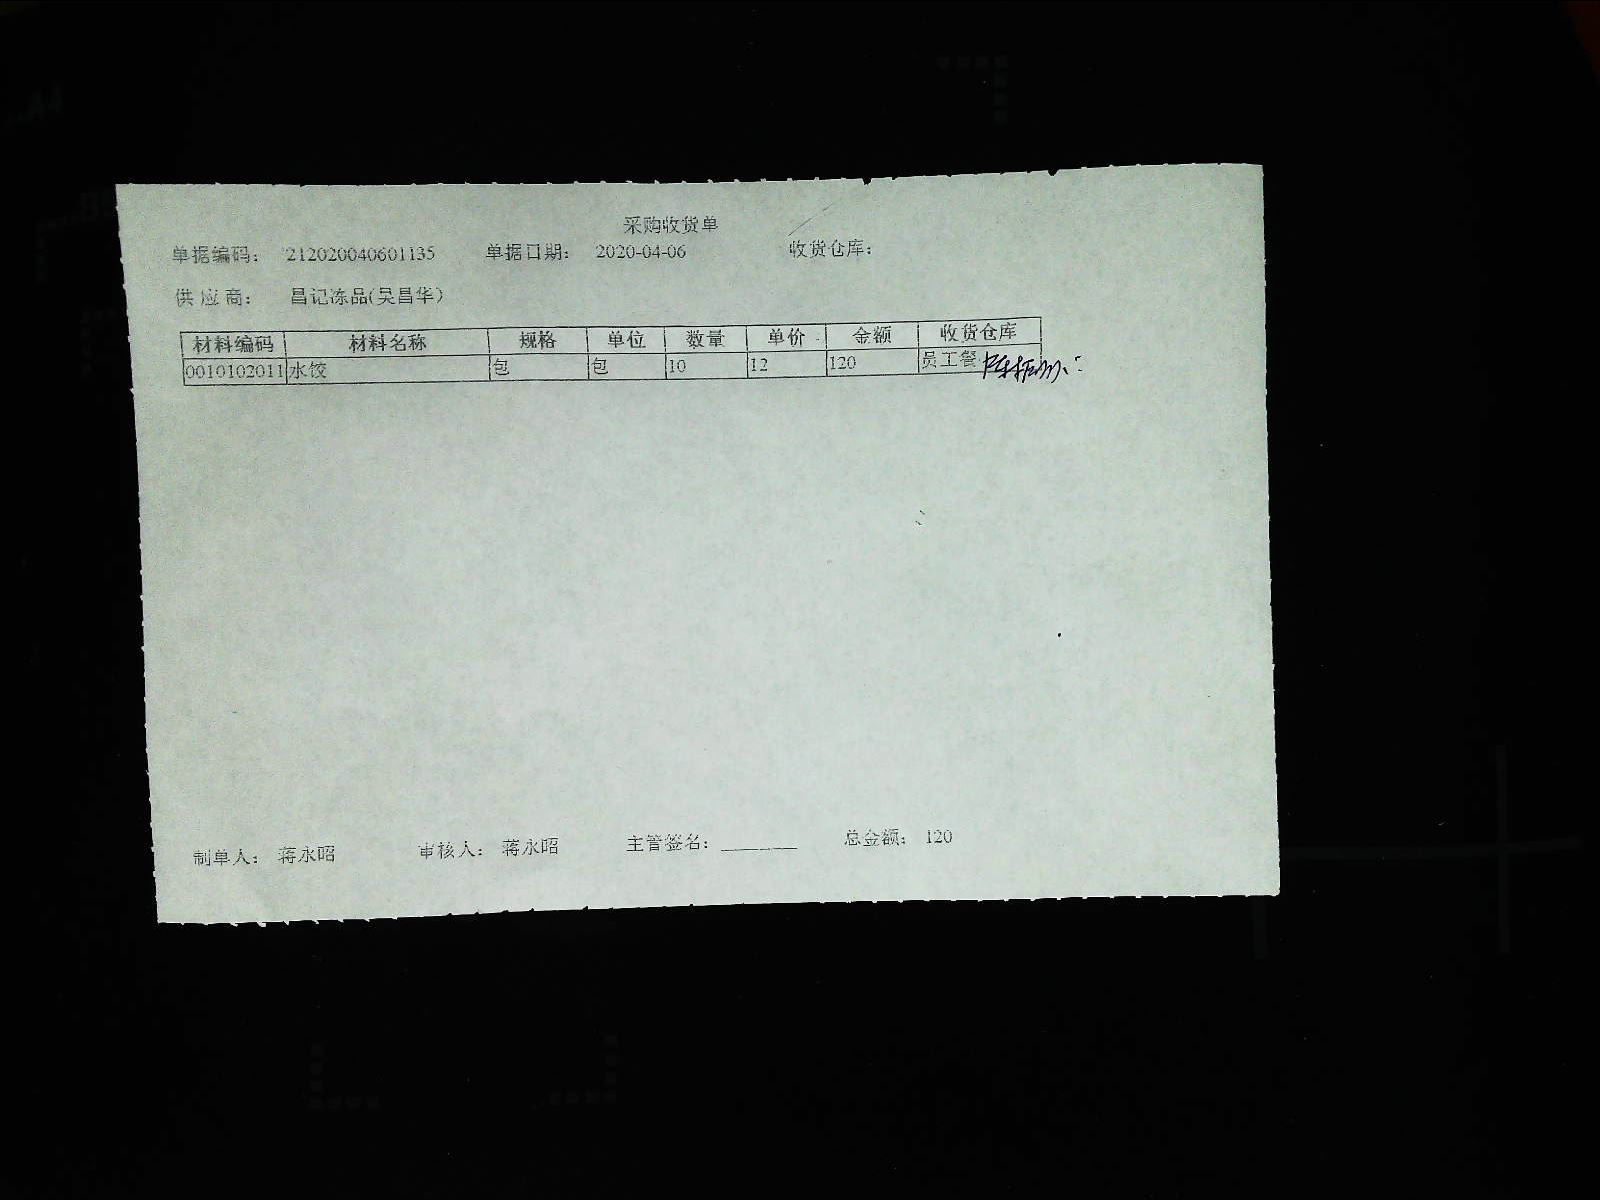 采购收货单
单据编码： 212020040601135 单据日期： 2020-04-06 收货仓库：
供应商： 昌记冻品(吴昌华)
材料编码 材料名称 规格 单位 数量 单价 金额 收货仓库
0010102011 水饺 包 包 10 12 120 员工餐
制单人： 蒋永昭 审核人： 蒋永昭 主管签名：________ 总金额： 120